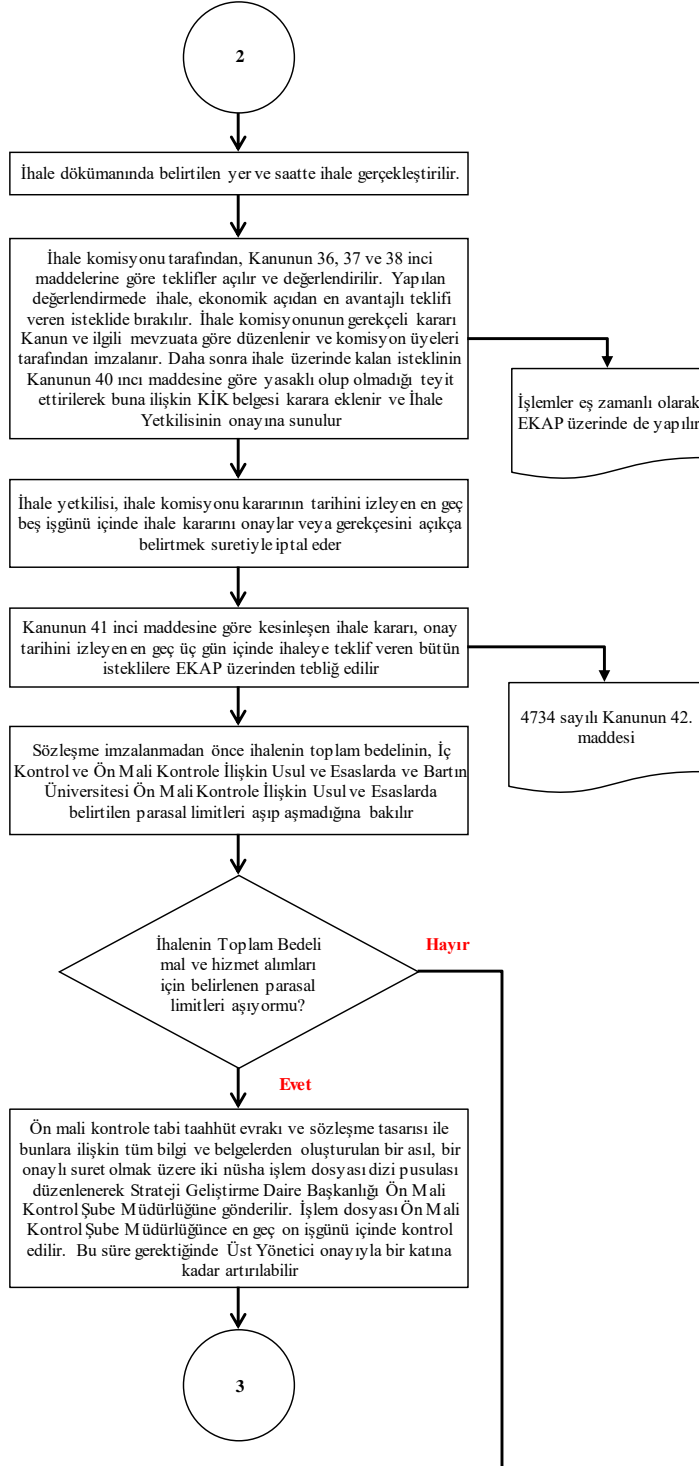 2
İhale dökümanında belirtilen yer ve saatte ihale gerçekleştirilir.
İhale komisyonu tarafından, Kanunun 36, 37 ve 38 inci
maddelerine göre teklifler açılır ve değerlendirilir. Yapılan
değerlendirmede ihale, ekonomik açıdan en avantajlı teklifi
veren isteklide bırakılır. İhale komisyonunun gerekçeli kararı
Kanun ve ilgili mevzuata göre düzenlenir ve komisyon üyeleri
tarafından imzalanır. Daha sonra ihale üzerinde kalan isteklinin
Kanunun 40 ıncı maddesine göre yasaklı olup olmadığı teyit
ettirilerek buna ilişkin KİK belgesi karara eklenir ve İhale
Yetkilisinin onayına sunulur
İşlemler eş zamanlı olarak
EKAP üzerinde de yapılır
İhale yetkilisi, ihale komisyonu kararının tarihini izleyen en geç
beş işgünü içinde ihale kararını onaylar veya gerekçesini açıkça
belirtmek suretiyle iptal eder
Kanunun 41 inci maddesine göre kesinleşen ihale kararı, onay
tarihini izleyen en geç üç gün içinde ihaleye teklif veren bütün
isteklilere EKAP üzerinden tebliğ edilir
4734 sayılı Kanunun 42.
maddesi
Sözleşme imzalanmadan önce ihalenin toplam bedelinin, İç
Kontrol ve Ön Mali Kontrole İlişkin Usul ve Esaslarda ve Bartın
Üniversitesi Ön Mali Kontrole İlişkin Usul ve Esaslarda
belirtilen parasal limitleri aşıp aşmadığına bakılır
İhalenin Toplam Bedeli
mal ve hizmet alımları
için belirlenen parasal
limitleri aşıyormu?
Hayır
Evet
Ön mali kontrole tabi taahhüt evrakı ve sözleşme tasarısı ile
bunlara ilişkin tüm bilgi ve belgelerden oluşturulan bir asıl, bir
onaylı suret olmak üzere iki nüsha işlem dosyası dizi pusulası
düzenlenerek Strateji Geliştirme Daire Başkanlığı Ön Mali
Kontrol Şube Müdürlüğüne gönderilir. İşlem dosyası Ön Mali
Kontrol Şube Müdürlüğünce en geç on işgünü içinde kontrol
edilir. Bu süre gerektiğinde Üst Yönetici onayıyla bir katına
kadar artırılabilir
3